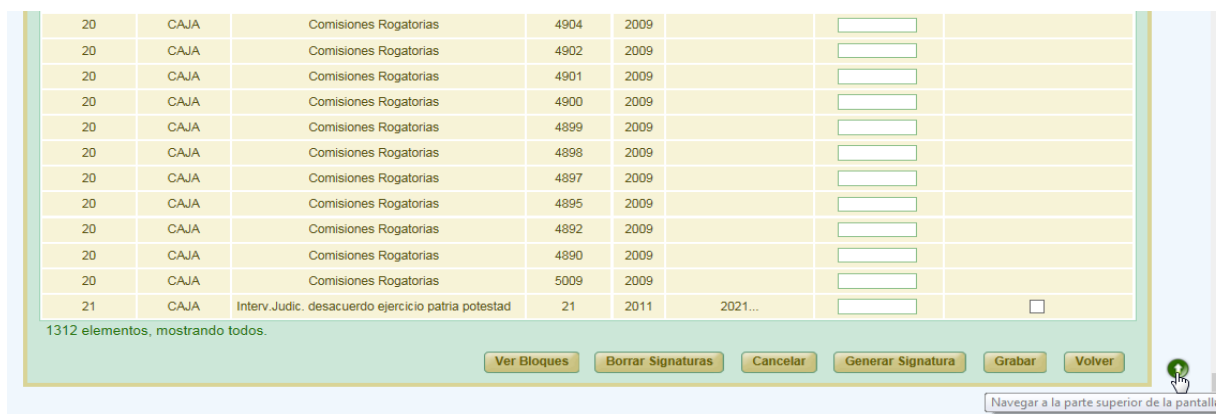 20 CAJA Comisiones Rogatorias 4904 2009
20 CAJA Comisiones Rogatorias 4902 2009
20 CAJA Comisiones Rogatorias 4901 2009
20 CAJA Comisiones Rogatorias 4900 2009
20 CAJA Comisiones Rogatorias 4899 2009
20 CAJA Comisiones Rogatorias 4898 2009
20 CAJA Comisiones Rogatorias 4897 2009
20 CAJA Comisiones Rogatorias 4895 2009
20 CAJA Comisiones Rogatorias 4892 2009
20 CAJA Comisiones Rogatorias 4890 2009
20 CAJA Comisiones Rogatorias 5009 2009
21 CAJA Interv.Judic. desacuerdo ejercicio patria potestad 21 2011 2021...
1312 elementos, mostrando todos.
Ver Bloques Borrar Signaturas Cancelar Generar Signatura Grabar Volver
Navegar a la parte superior de la pantall